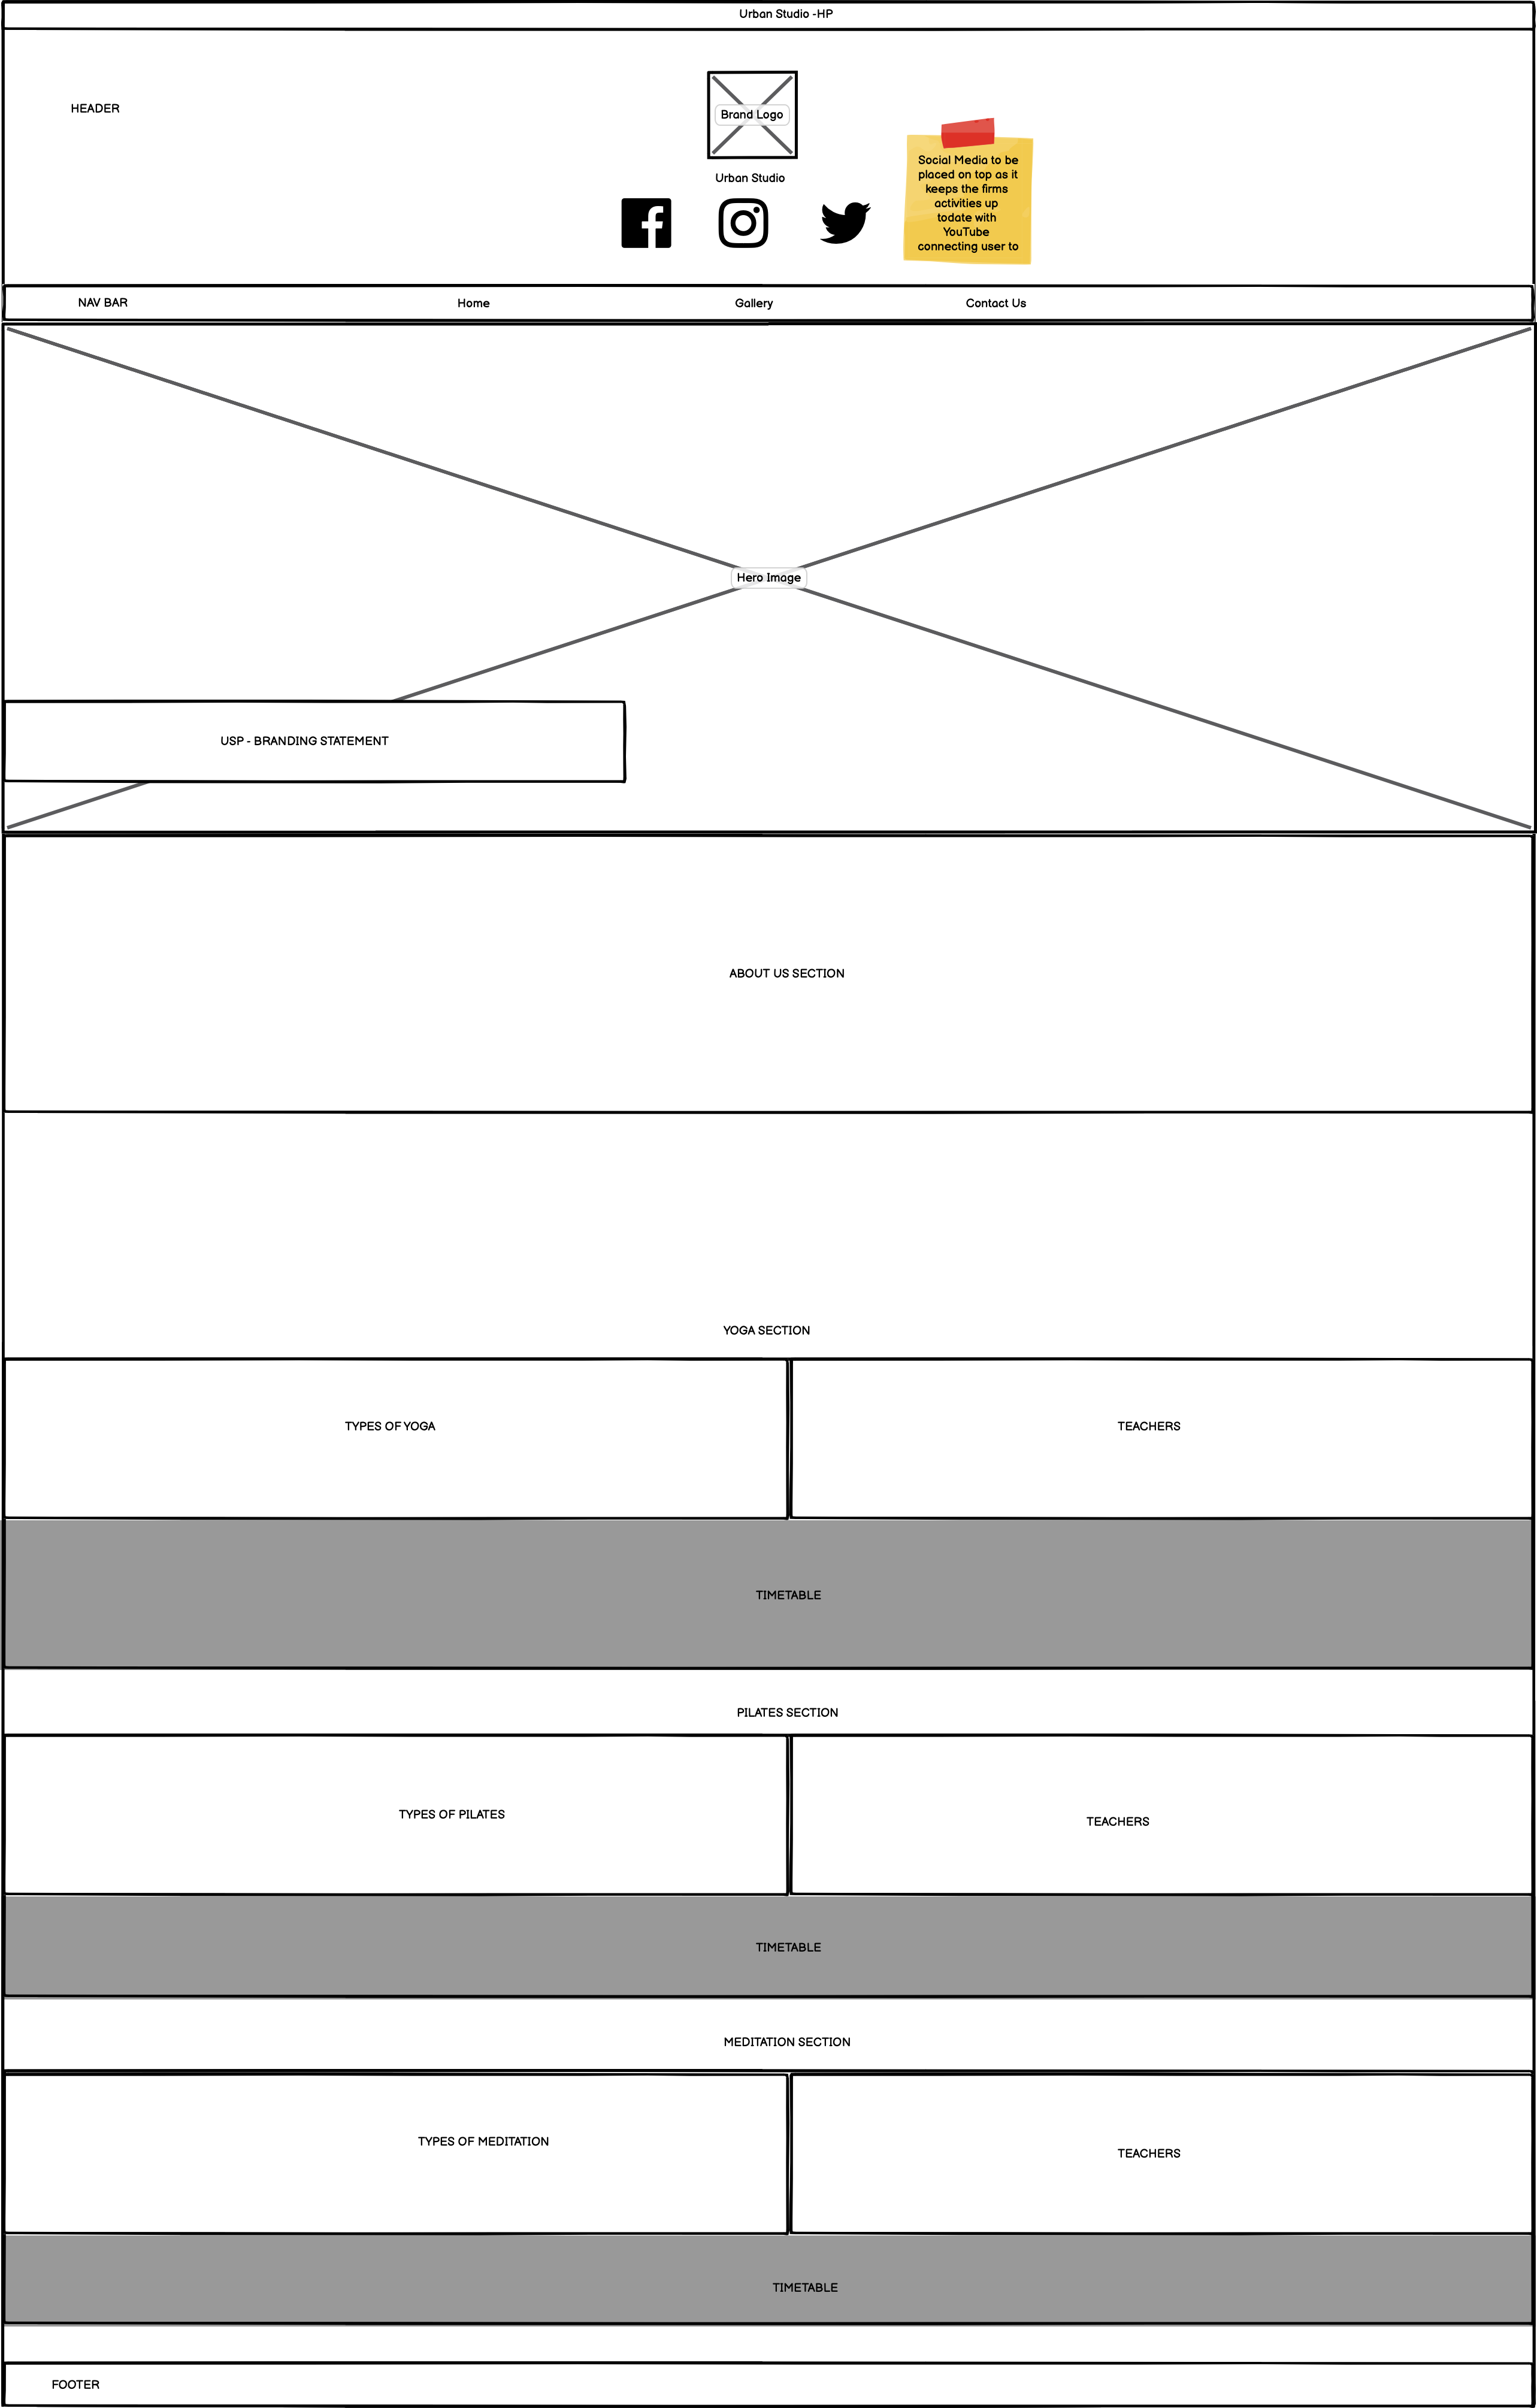 Urban Studio -HP
HEADER
Brand Logo
Urban Studio
Social Media to be
placed on top as it
keeps the firms
activities up
todate with
YouTube
connecting user to
NAV BAR
Home
Gallery
Contact Us
Hero Image
USP - BRANDING STATEMENT
ABOUT US SECTION
YOGA SECTION
TYPES OF YOGA
TEACHERS
TIMETABLE
PILATES SECTION
TYPES OF PILATES
TEACHERS
TIMETABLE
MEDITATION SECTION
TYPES OF MEDITATION
TEACHERS
TIMETABLE
FOOTER